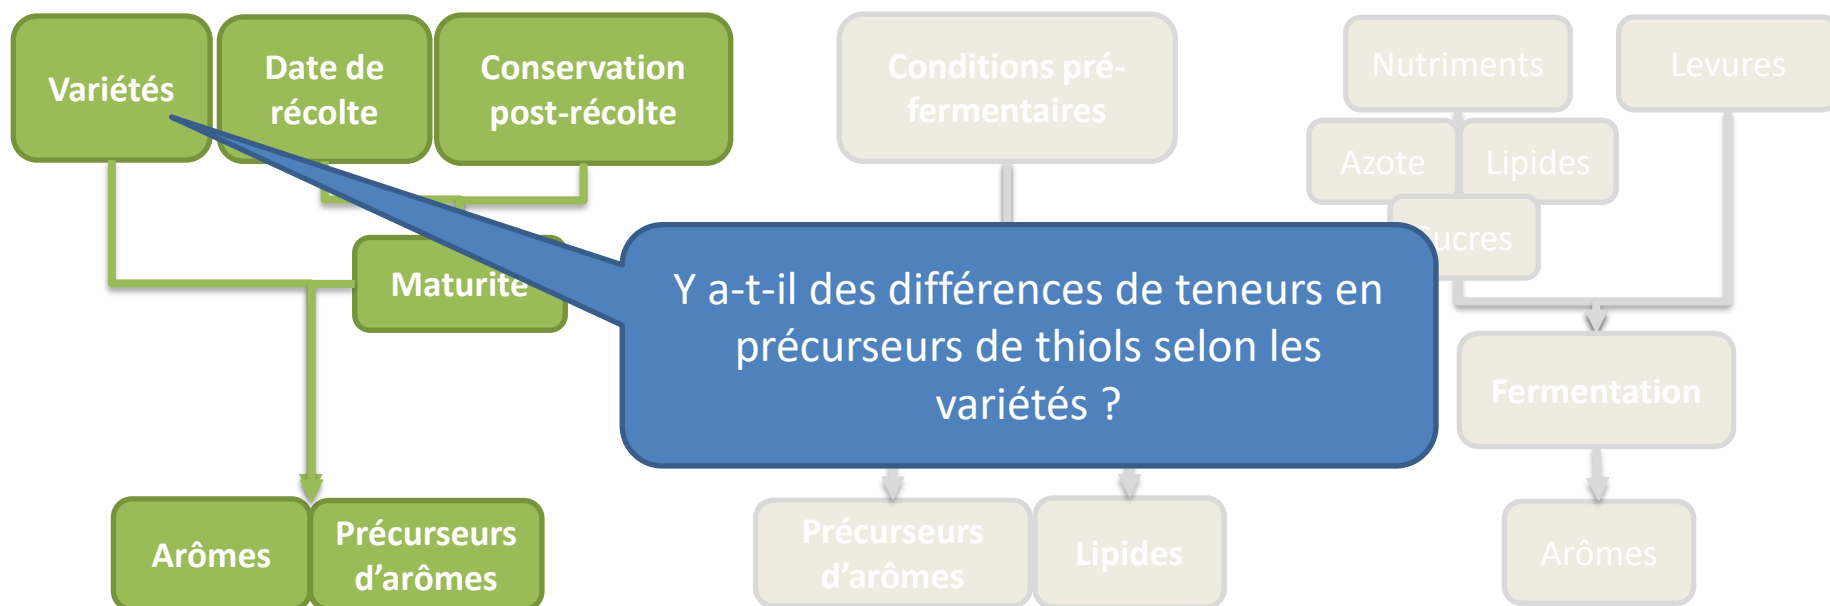 Variétés
Date de
récolte
Conservation
post-récolte
Conditions pré-
fermentaires
Nutriments
Levures
Azote
Lipides
Sucres
Maturité
Y a-t-il des différences de teneurs en
précurseurs de thiols selon les
variétés ?
Fermentation
Arômes
Précurseurs
d’arômes
Précurseurs
d’arômes
Lipides
Arômes